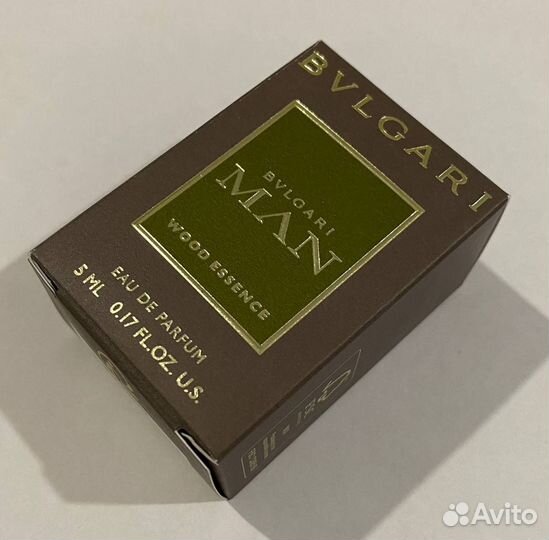 BVLGARI
BVLGARI
MAN
WOOD ESSENCE
EAU DE PARFUM
5 ML 0.17 FL.OZ. U.S.
Avito